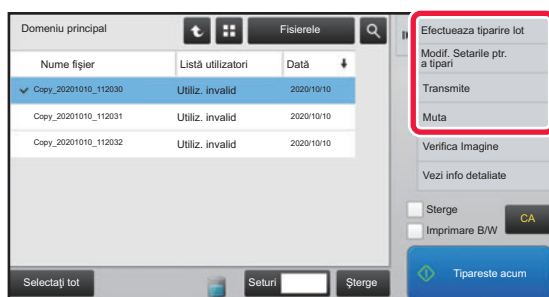 Domeniu principal
Fisierele
Nume fişier
Listă utilizatori
Dată
Copy_20201010_112030
Utiliz. invalid
2020/10/10
Copy_20201010_112031
Utiliz. invalid
2020/10/10
Copy_20201010_112032
Utiliz. invalid
2020/10/10
Selectaţi tot
Seturi
Şterge
Efectueaza tiparire lot
Modif. Setarile ptr.
a tipari
Transmite
Muta
Verifica Imagine
Vezi info detaliate
Sterge
Imprimare B/W
CA
Tipareste acum